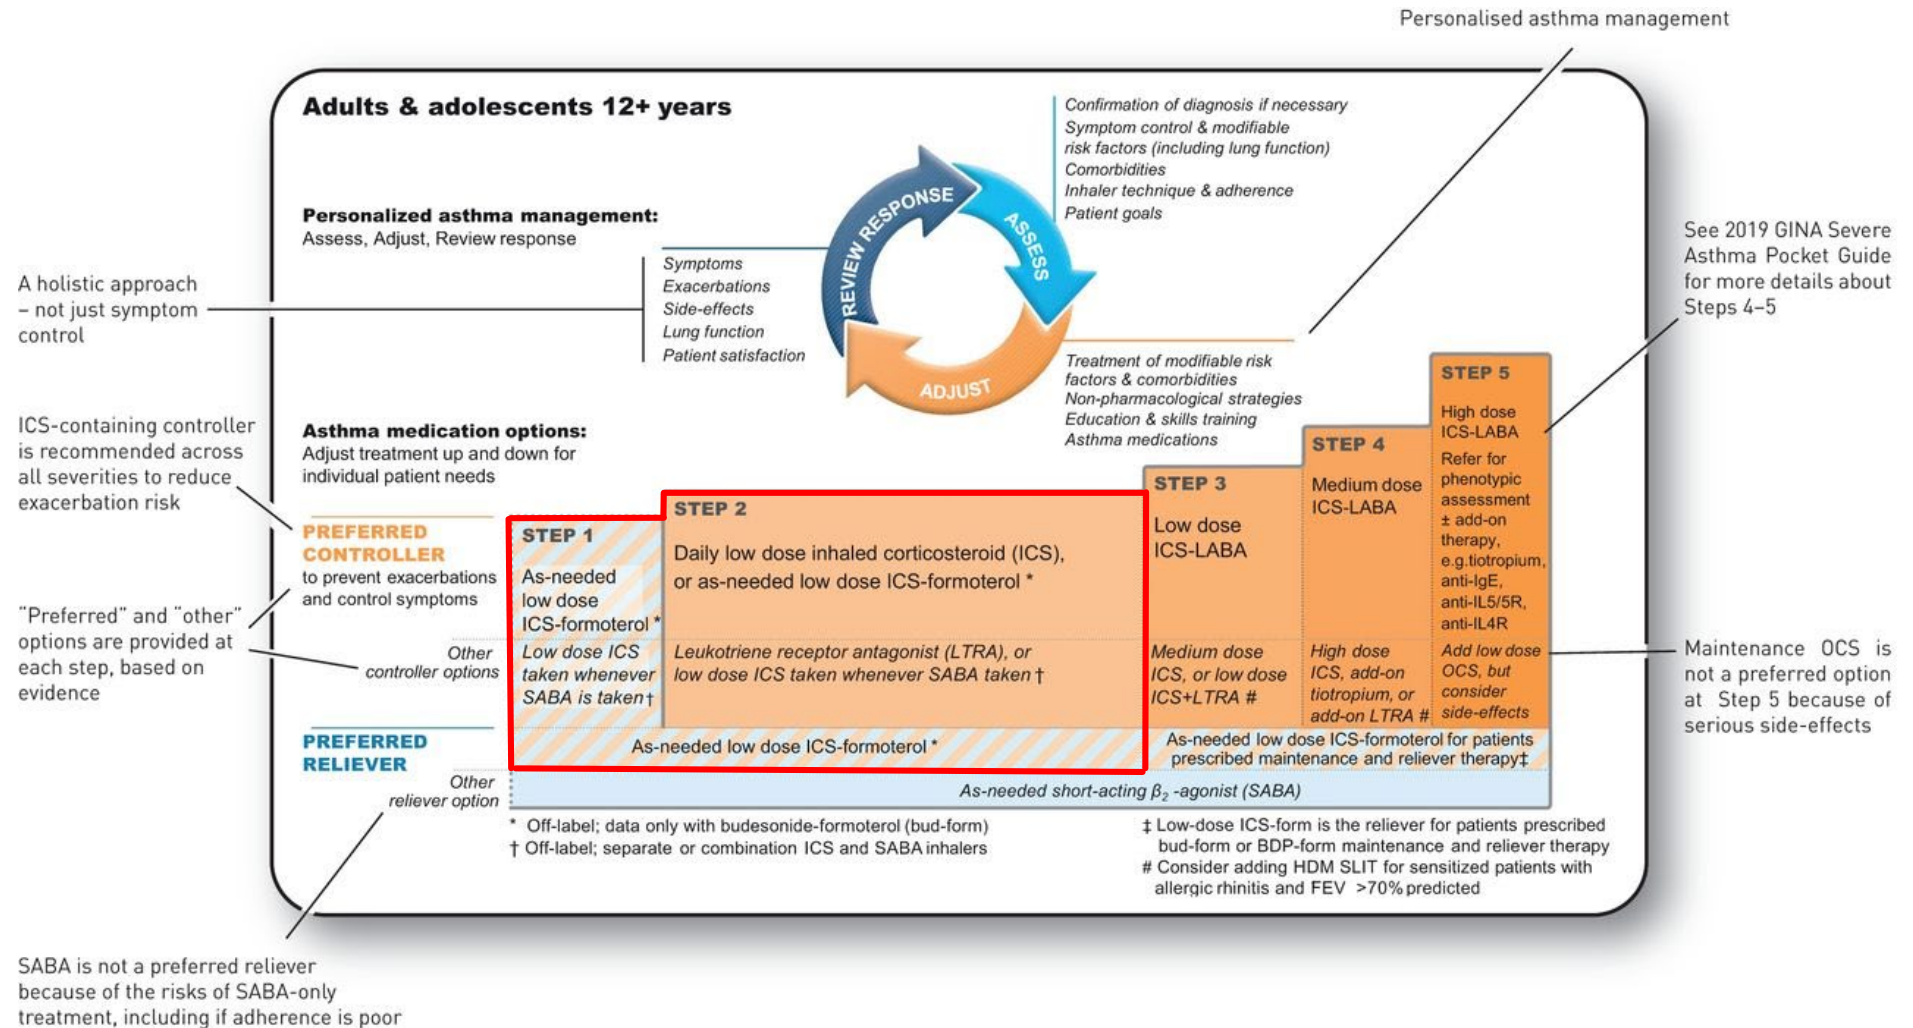 Personalised asthma management
Adults & adolescents 12+ years
Confirmation of diagnosis if necessary
Symptom control & modifiable
risk factors (including lung function)
Comorbidities
Inhaler technique & adherence
Patient goals
Personalized asthma management:
Assess, Adjust, Review response
REVIEW RESPONSE
ASSESS
ADJUST
Symptoms
Exacerbations
Side-effects
Lung function
Patient satisfaction
Treatment of modifiable risk
factors & comorbidities
Non-pharmacological strategies
Education & skills training
Asthma medications
A holistic approach
– not just symptom
control
See 2019 GINA Severe
Asthma Pocket Guide
for more details about
Steps 4–5
ICS-containing controller
is recommended across
all severities to reduce
exacerbation risk
Asthma medication options:
Adjust treatment up and down for
individual patient needs
PREFERRED
CONTROLLER
to prevent exacerbations
and control symptoms
STEP 1
As-needed
low dose
ICS-formoterol *
STEP 2
Daily low dose inhaled corticosteroid (ICS),
or as-needed low dose ICS-formoterol *
STEP 3
Low dose
ICS-LABA
STEP 4
Medium dose
ICS-LABA
STEP 5
High dose
ICS-LABA
Refer for
phenotypic
assessment
± add-on
therapy,
e.g.tiotropium,
anti-IgE,
anti-IL5/5R,
anti-IL4R
"Preferred" and "other"
options are provided at
each step, based on
evidence
Other
controller options
Low dose ICS
taken whenever
SABA is taken†
Leukotriene receptor antagonist (LTRA), or
low dose ICS taken whenever SABA taken †
Medium dose
ICS, or low dose
ICS+LTRA #
High dose
ICS, add-on
tiotropium, or
add-on LTRA #
Add low dose
OCS, but
consider
side-effects
Maintenance OCS is
not a preferred option
at Step 5 because of
serious side-effects
PREFERRED
RELIEVER
As-needed low dose ICS-formoterol *
As-needed low dose ICS-formoterol for patients
prescribed maintenance and reliever therapy‡
Other
reliever option
As-needed short-acting β₂ -agonist (SABA)
* Off-label; data only with budesonide-formoterol (bud-form)
† Off-label; separate or combination ICS and SABA inhalers
‡ Low-dose ICS-form is the reliever for patients prescribed
bud-form or BDP-form maintenance and reliever therapy
# Consider adding HDM SLIT for sensitized patients with
allergic rhinitis and FEV >70% predicted
SABA is not a preferred reliever
because of the risks of SABA-only
treatment, including if adherence is poor